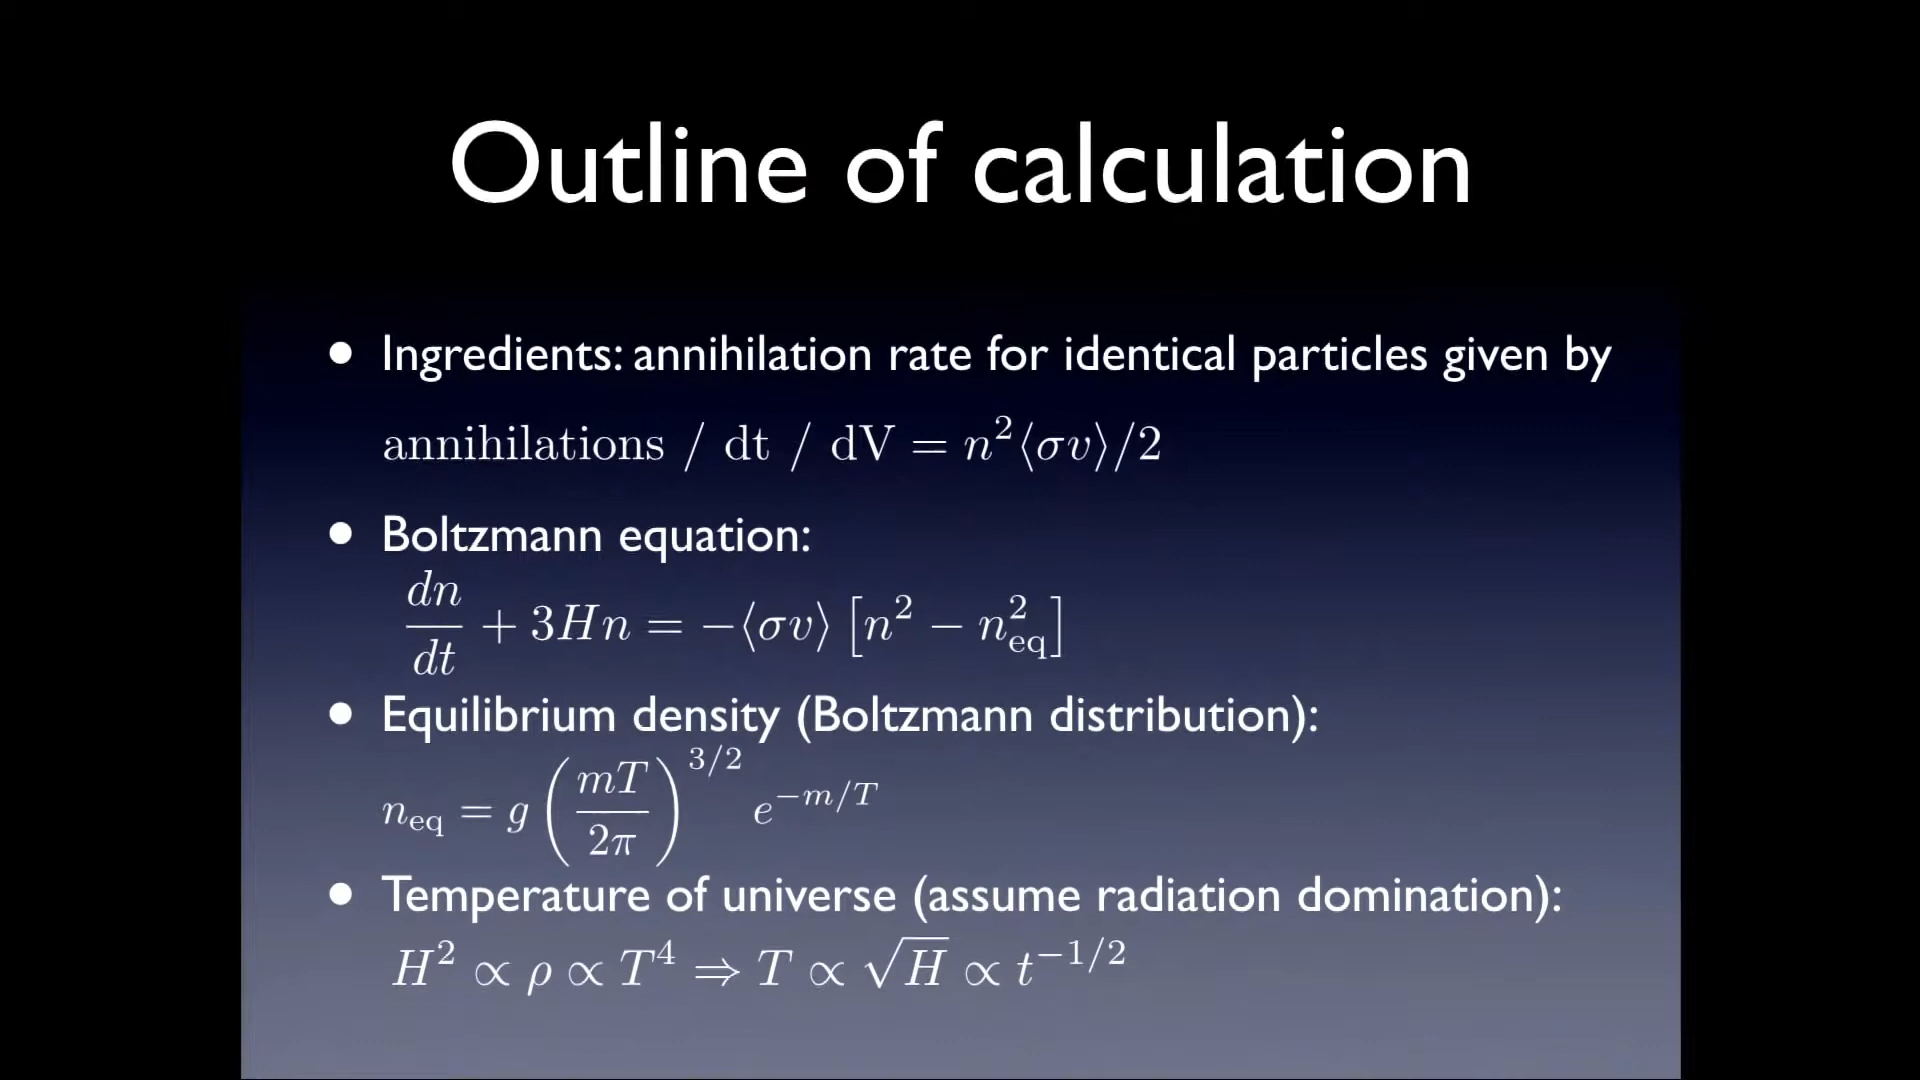 Outline of calculation
• Ingredients: annihilation rate for identical particles given by
annihilations / dt / dV = n²⟨σv⟩/2
• Boltzmann equation:
dn/dt + 3Hn = −⟨σv⟩ [n² − n²_eq]
• Equilibrium density (Boltzmann distribution):
n_eq = g (mT/2π)^{3/2} e^{−m/T}
• Temperature of universe (assume radiation domination):
H² ∝ ρ ∝ T⁴ ⇒ T ∝ √H ∝ t^{−1/2}